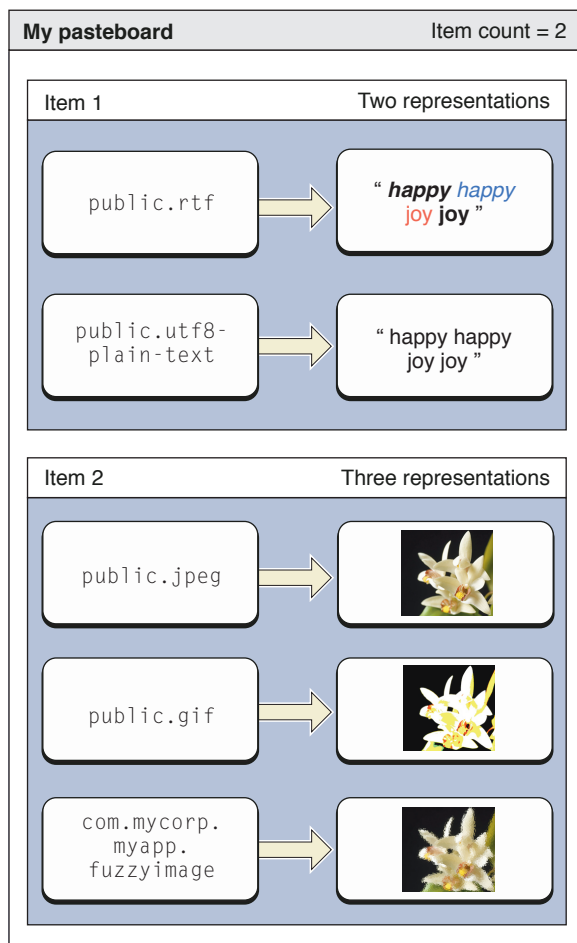 My pasteboard Item count = 2
Item 1 Two representations
public.rtf
“ happy happy
joy joy ”
public.utf8-
plain-text
“ happy happy
joy joy ”
Item 2 Three representations
public.jpeg
public.gif
com.mycorp.
myapp.
fuzzyimage